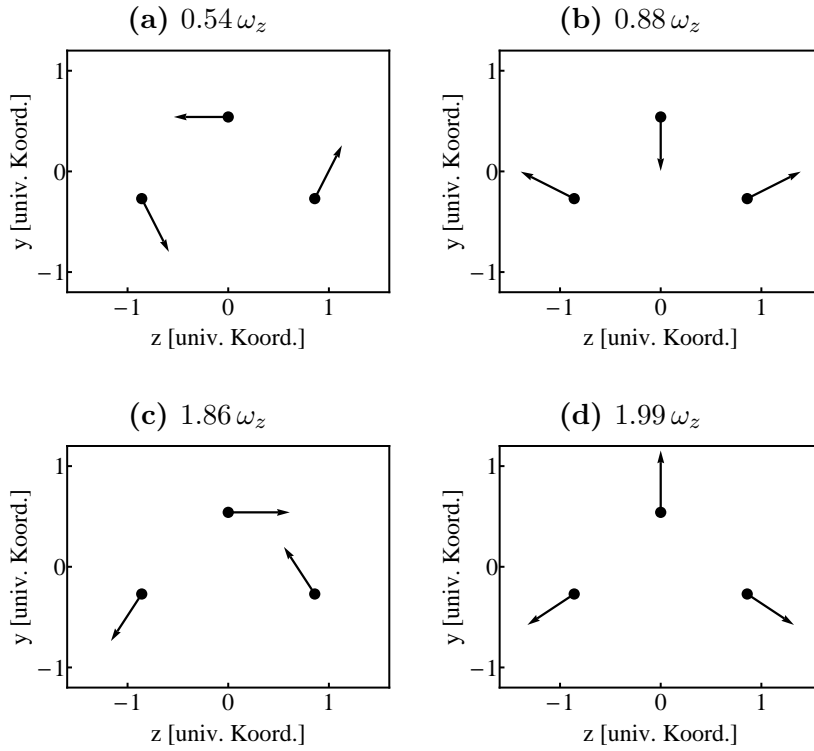 (a) 0.54 ω_z
(b) 0.88 ω_z
1
0
−1
y [univ. Koord.]
−1 0 1
z [univ. Koord.]
1
0
−1
y [univ. Koord.]
−1 0 1
z [univ. Koord.]
(c) 1.86 ω_z
(d) 1.99 ω_z
1
0
−1
y [univ. Koord.]
−1 0 1
z [univ. Koord.]
1
0
−1
y [univ. Koord.]
−1 0 1
z [univ. Koord.]